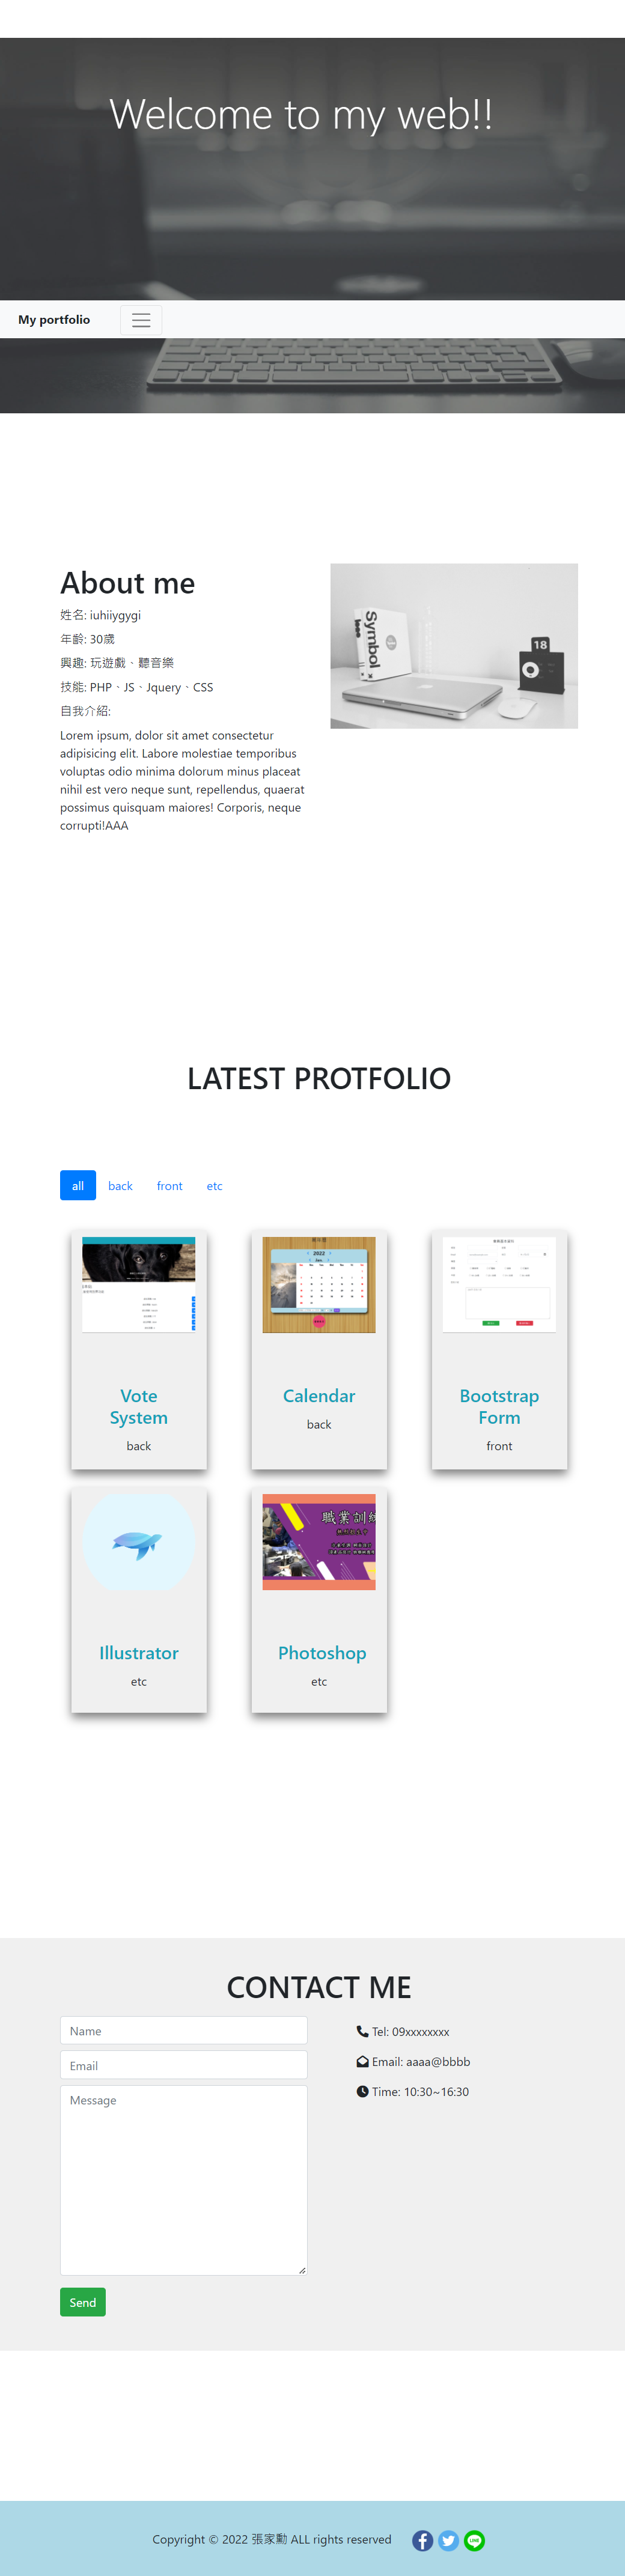 Welcome to my web!!
My portfolio
About me
姓名: iuhiiygygi
年齡: 30歲
興趣: 玩遊戲、聽音樂
技能: PHP、JS、Jquery、CSS
自我介紹:
Lorem ipsum, dolor sit amet consectetur
adipisicing elit. Labore molestiae temporibus
voluptas odio minima dolorum minus placeat
nihil est vero neque sunt, repellendus, quaerat
possimus quisquam maiores! Corporis, neque
corrupti!AAA
Symbol
18
LATEST PROTFOLIO
all back front etc
2022
Vote
System
back
Calendar
back
Bootstrap
Form
front
職業訓練
Illustrator
etc
Photoshop
etc
CONTACT ME
Name
Email
Message
Send
Tel: 09xxxxxxxx
Email: aaaa@bbbb
Time: 10:30~16:30
Copyright © 2022 張家勳 ALL rights reserved
LINE